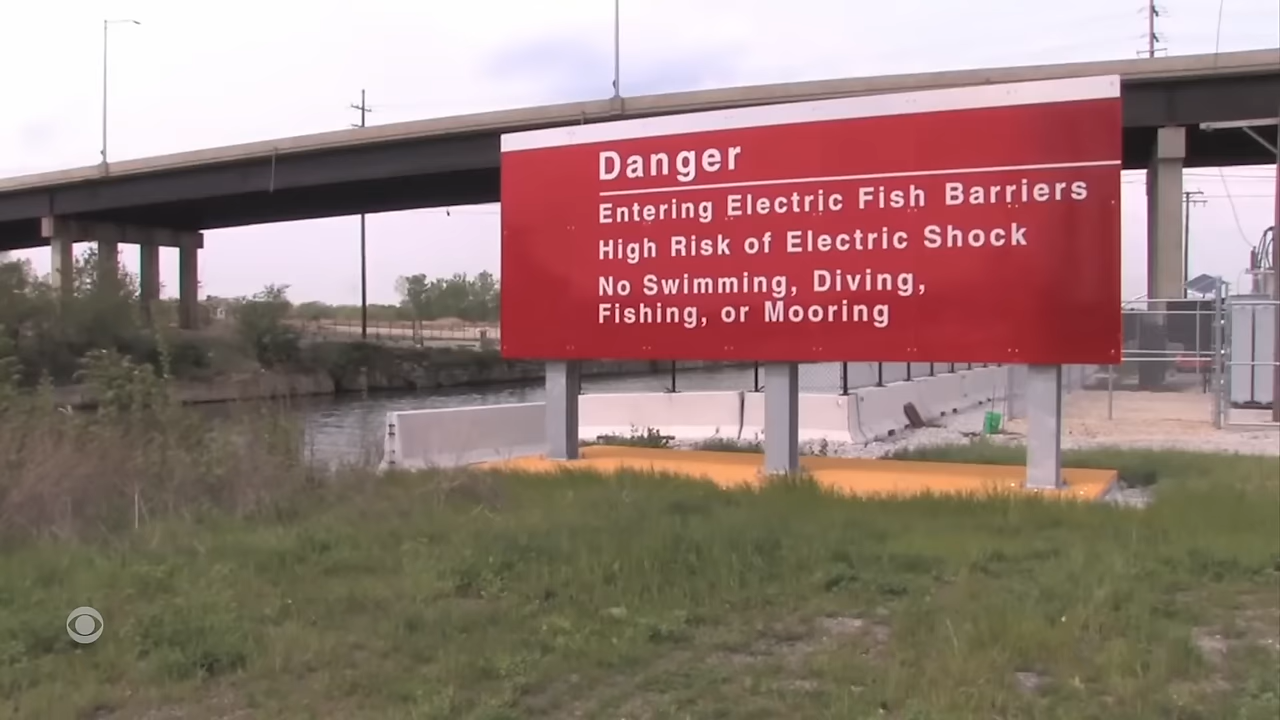 Danger
Entering Electric Fish Barriers
High Risk of Electric Shock
No Swimming, Diving,
Fishing, or Mooring